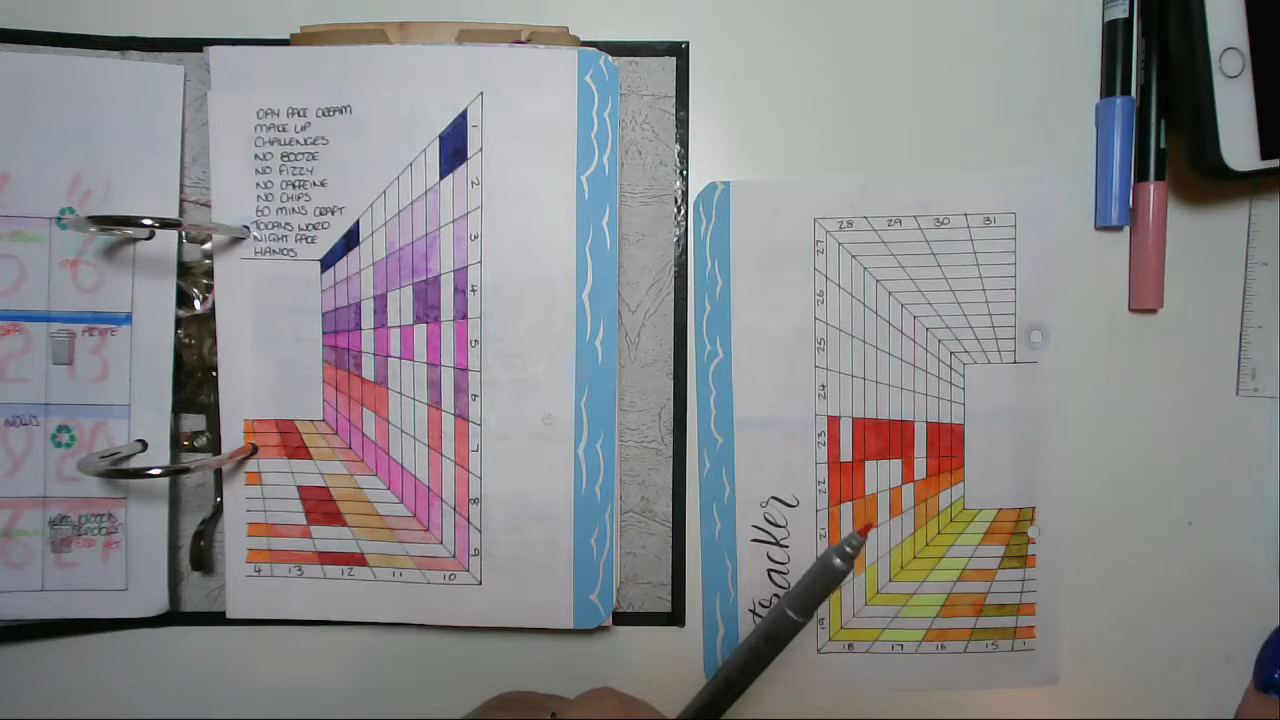 DAY FACE CREAM
MAKE UP
CHALLENGES
NO BOOZE
NO FIZZY
NO CAFFEINE
NO CHIPS
60 MINS CRAFT
TODAYS WORD
NIGHT FACE
HANDS
1
2
3
4
5
6
7
8
9
4 13 12 11 10
28 29 30 31
27
26
25
24
23
22
21
19
18 17 16 15 1
tracker